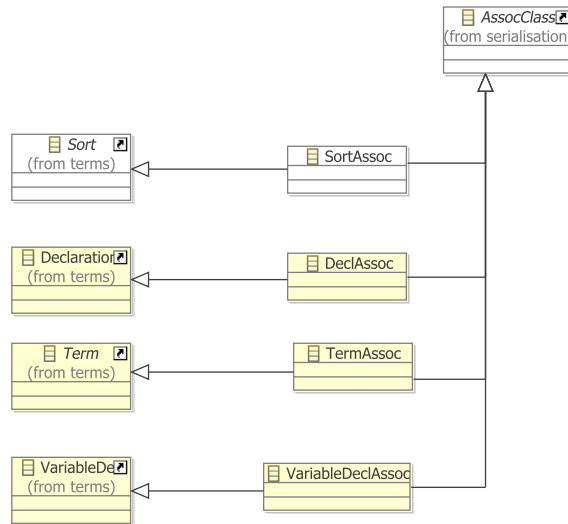 AssocClass
(from serialisation
Sort
(from terms)
SortAssoc
Declaration
(from terms)
DeclAssoc
Term
(from terms)
TermAssoc
VariableDe
(from terms)
VariableDeclAssoc